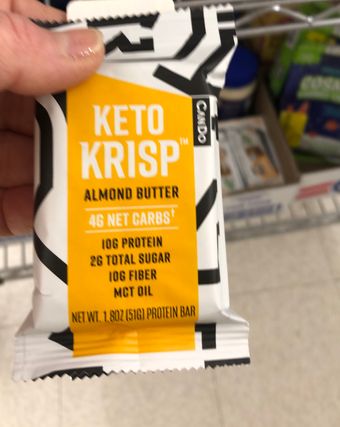 CANDO
KETO
KRISP™
ALMOND BUTTER
4G NET CARBS†
10G PROTEIN
2G TOTAL SUGAR
10G FIBER
MCT OIL
NET WT. 1.8OZ (51G) PROTEIN BAR